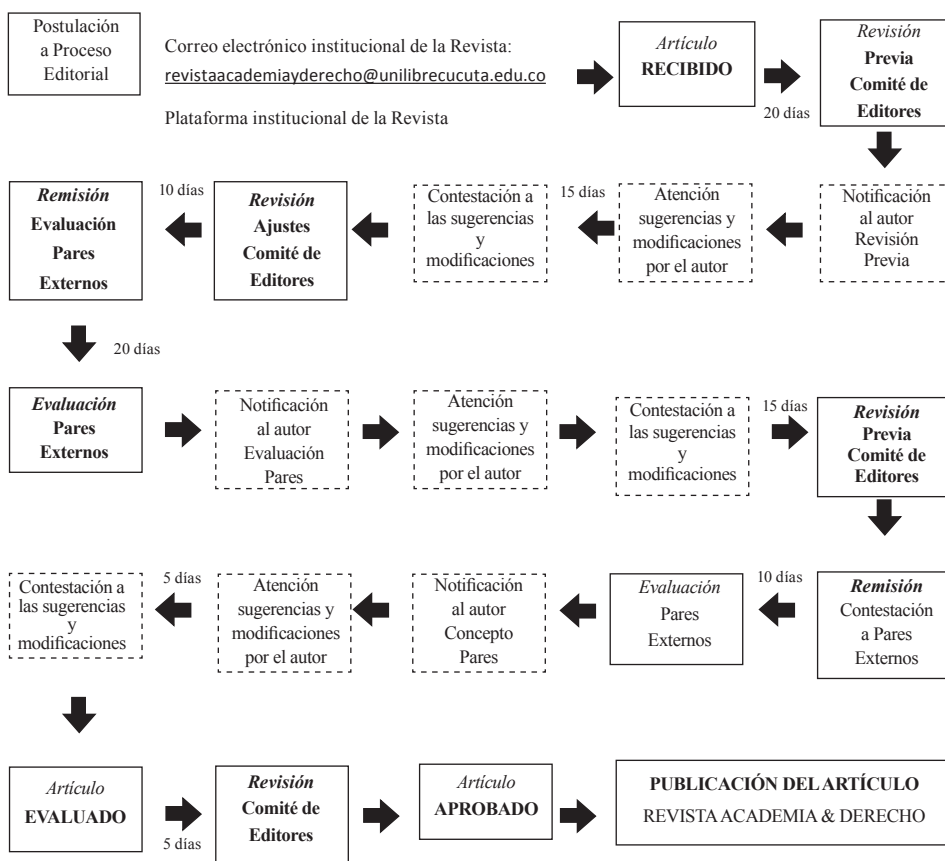 Postulación
a Proceso
Editorial
Correo electrónico institucional de la Revista:
revistaacademiayderecho@unilibrecucuta.edu.co
Plataforma institucional de la Revista
Artículo
RECIBIDO
20 días
Revisión
Previa
Comité de
Editores
Notificación
al autor
Revisión
Previa
Atención
sugerencias y
modificaciones
por el autor
15 días
Contestación a
las sugerencias
y
modificaciones
Revisión
Ajustes
Comité de
Editores
10 días
Remisión
Evaluación
Pares
Externos
20 días
Evaluación
Pares
Externos
Notificación
al autor
Evaluación
Pares
Atención
sugerencias y
modificaciones
por el autor
Contestación a
las sugerencias
y
modificaciones
15 días
Revisión
Previa
Comité de
Editores
Remisión
Contestación
a Pares
Externos
10 días
Evaluación
Pares
Externos
Notificación
al autor
Concepto
Pares
Atención
sugerencias y
modificaciones
por el autor
5 días
Contestación a
las sugerencias
y
modificaciones
Artículo
EVALUADO
5 días
Revisión
Comité de
Editores
Artículo
APROBADO
PUBLICACIÓN DEL ARTÍCULO
REVISTA ACADEMIA & DERECHO